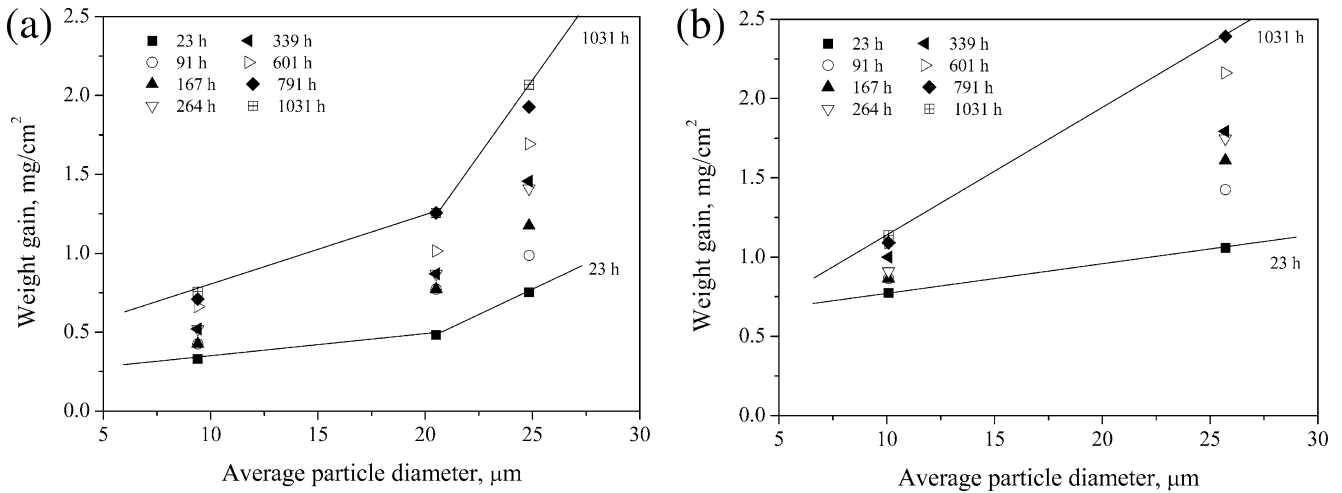 (a)
2.5
2.0
1.5
1.0
0.5
0.0
Weight gain, mg/cm²
23 h
91 h
167 h
264 h
339 h
601 h
791 h
1031 h
1031 h
23 h
5 10 15 20 25 30
Average particle diameter, μm
(b)
2.5
2.0
1.5
1.0
0.5
0.0
Weight gain, mg/cm²
23 h
91 h
167 h
264 h
339 h
601 h
791 h
1031 h
1031 h
23 h
5 10 15 20 25 30
Average particle diameter, μm